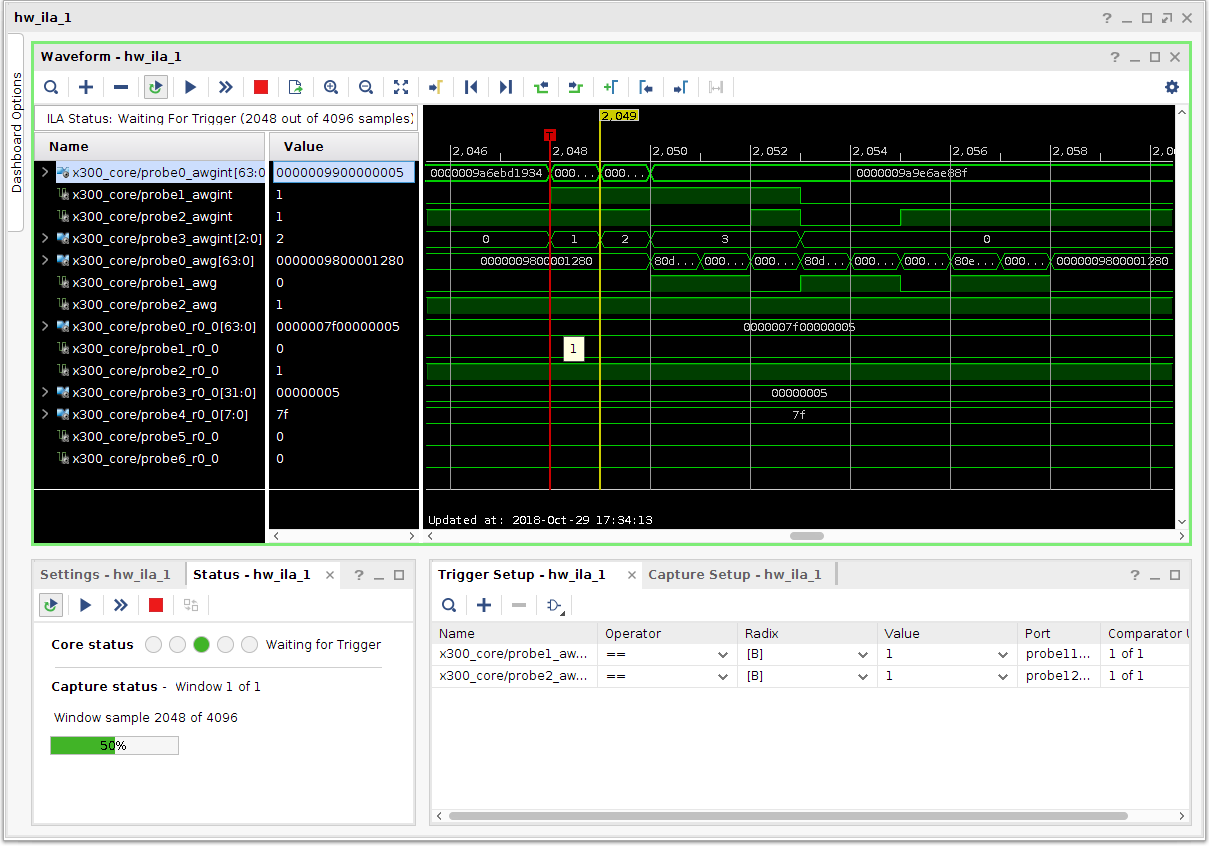 hw_ila_1
Dashboard Options
Waveform - hw_ila_1
ILA Status: Waiting For Trigger (2048 out of 4096 samples)
Name Value
x300_core/probe0_awgint[63:0 0000009900000005
x300_core/probe1_awgint 1
x300_core/probe2_awgint 1
x300_core/probe3_awgint[2:0] 2
x300_core/probe0_awg[63:0] 0000009800001280
x300_core/probe1_awg 0
x300_core/probe2_awg 1
x300_core/probe0_r0_0[63:0] 0000007f00000005
x300_core/probe1_r0_0 0
x300_core/probe2_r0_0 1
x300_core/probe3_r0_0[31:0] 00000005
x300_core/probe4_r0_0[7:0] 7f
x300_core/probe5_r0_0 0
x300_core/probe6_r0_0 0
2,049
T
2,046 2,048 2,050 2,052 2,054 2,056 2,058 2,0
0000009a6ebd1934 000... 000... 0000009a9e6ae88f
0 1 2 3 0
0000009800001280 80d... 000... 000... 80d... 000... 000... 80e... 000... 0000009800001280
0000007f00000005
1
00000005
7f
Updated at: 2018-Oct-29 17:34:13
Settings - hw_ila_1 Status - hw_ila_1
Core status Waiting for Trigger
Capture status - Window 1 of 1
Window sample 2048 of 4096
50%
Trigger Setup - hw_ila_1 Capture Setup - hw_ila_1
Name Operator Radix Value Port Comparator U
x300_core/probe1_aw... == [B] 1 probe11... 1 of 1
x300_core/probe2_aw... == [B] 1 probe12... 1 of 1